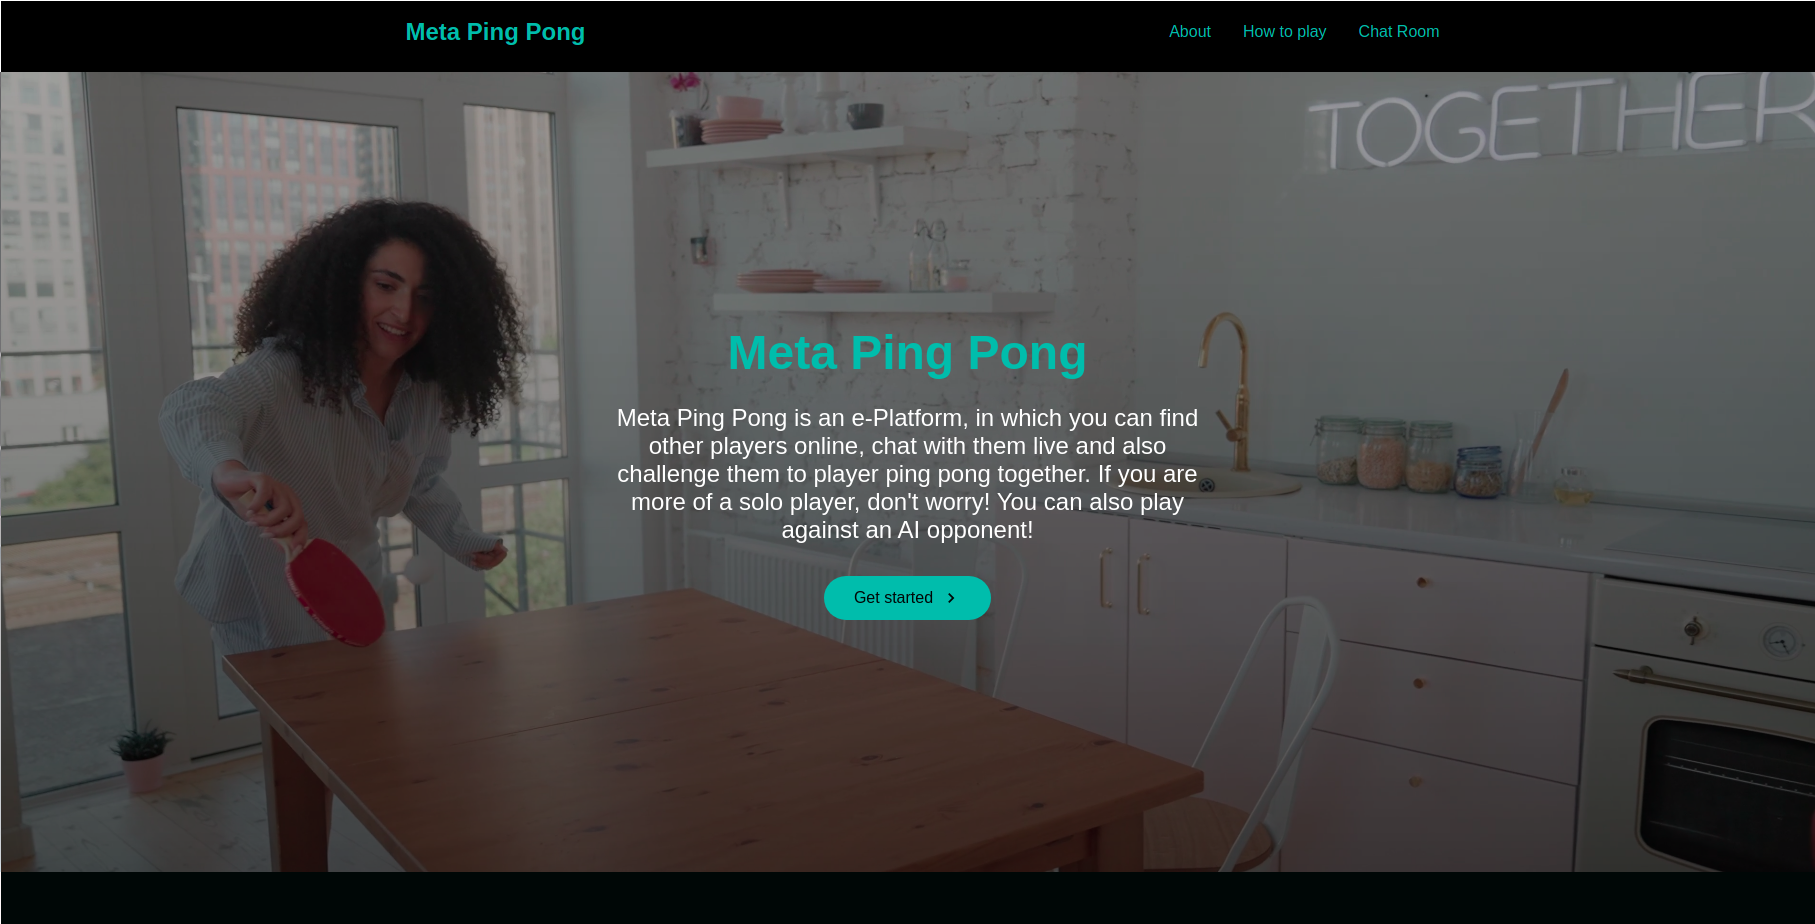 Meta Ping Pong
About
How to play
Chat Room
TOGETHER
Meta Ping Pong
Meta Ping Pong is an e-Platform, in which you can find
other players online, chat with them live and also
challenge them to player ping pong together. If you are
more of a solo player, don't worry! You can also play
against an AI opponent!
Get started